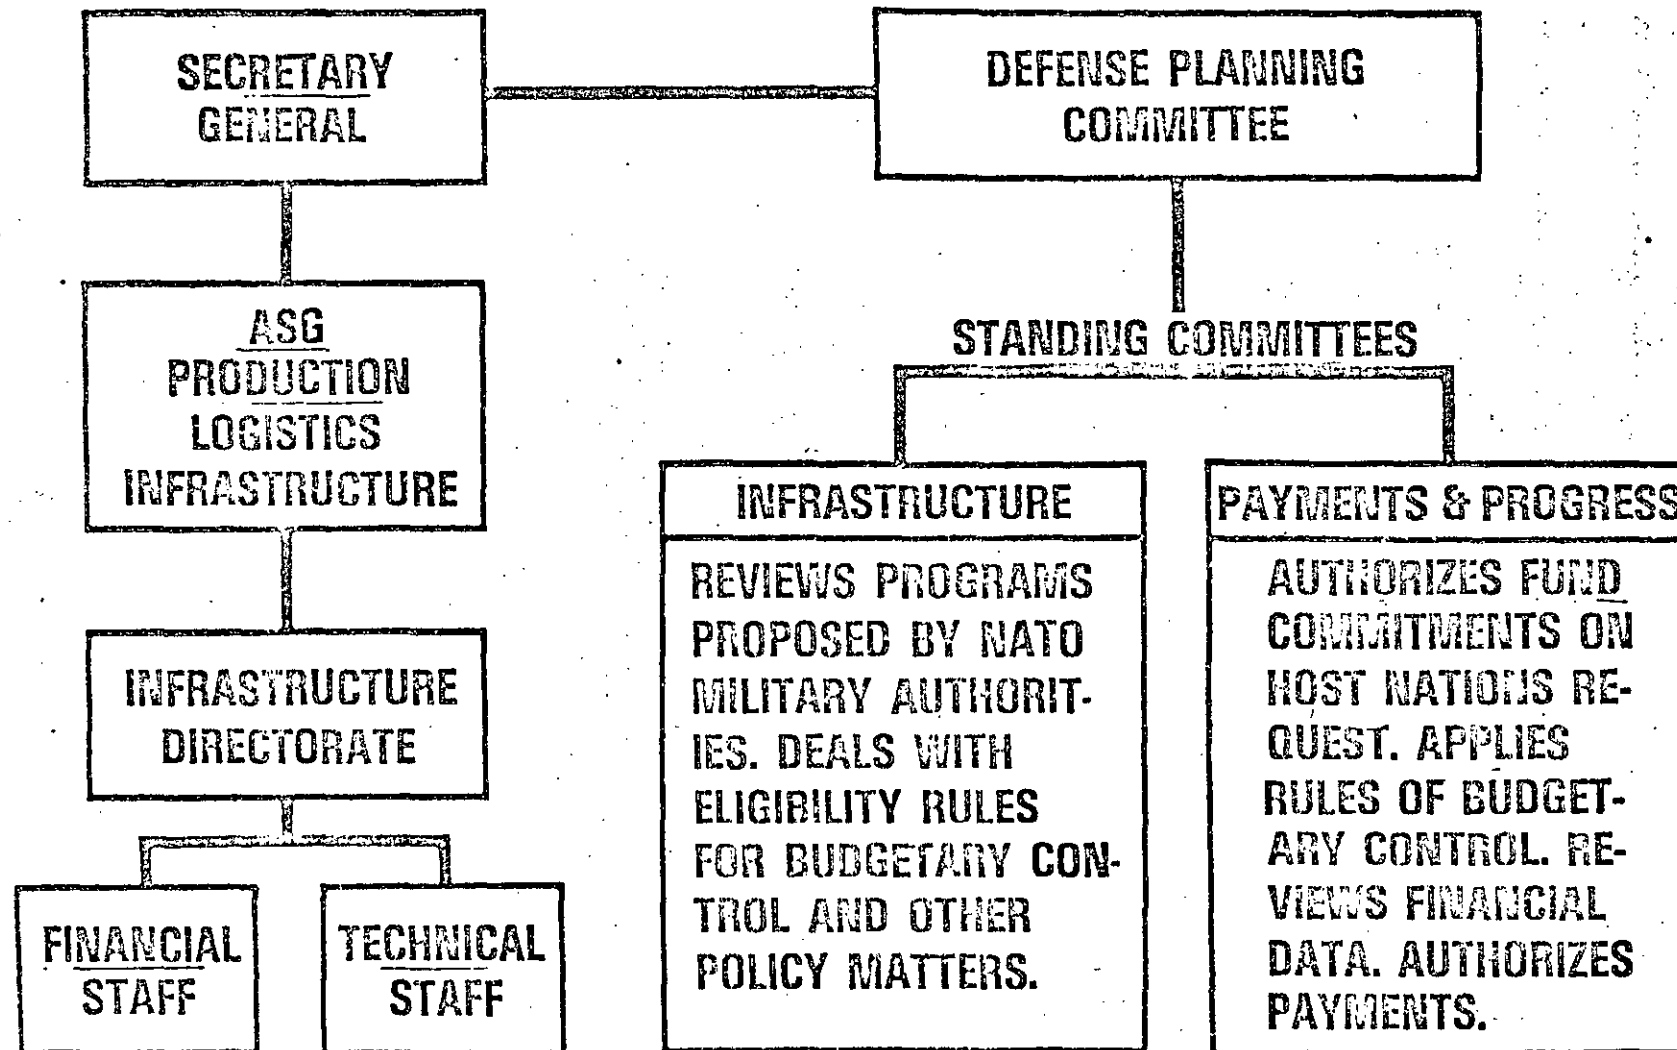 SECRETARY
GENERAL
DEFENSE PLANNING
COMMITTEE
ASG
PRODUCTION
LOGISTICS
INFRASTRUCTURE
STANDING COMMITTEES
INFRASTRUCTURE
REVIEWS PROGRAMS
PROPOSED BY NATO
MILITARY AUTHORIT-
IES. DEALS WITH
ELIGIBILITY RULES
FOR BUDGETARY CON-
TROL AND OTHER
POLICY MATTERS.
PAYMENTS & PROGRESS
AUTHORIZES FUND
COMMITMENTS ON
HOST NATIONS RE-
QUEST. APPLIES
RULES OF BUDGET-
ARY CONTROL. RE-
VIEWS FINANCIAL
DATA. AUTHORIZES
PAYMENTS.
INFRASTRUCTURE
DIRECTORATE
FINANCIAL
STAFF
TECHNICAL
STAFF